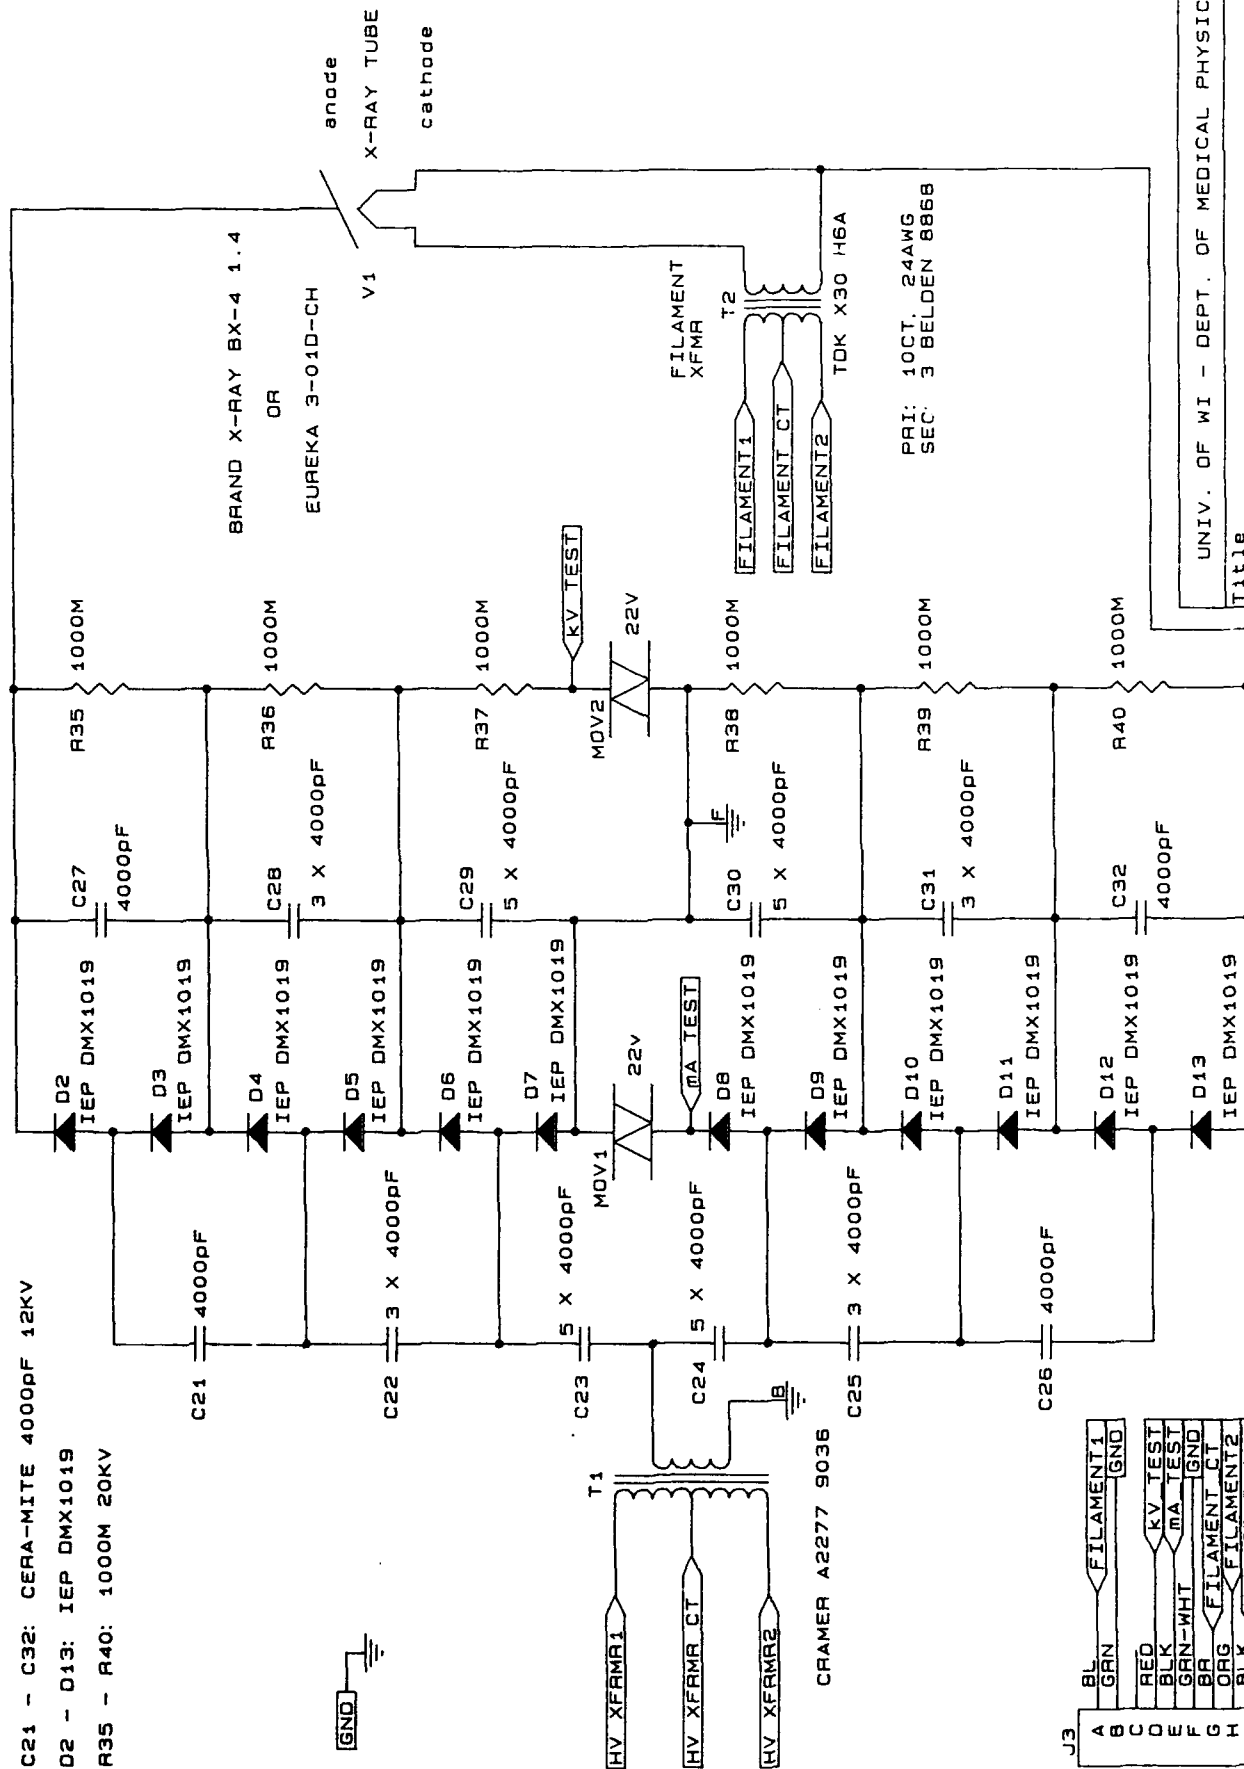 C21 - C32: CERA-MITE 4000pF 12KV
D2 - D13: IEP DMX1019
R35 - R40: 1000M 20KV
GND
HV XFRMR1
HV XFRMR CT
HV XFRMR2
T1
CRAMER A2277 9036
B
C21
4000pF
C22
3 X 4000pF
C23
5 X 4000pF
C24
5 X 4000pF
C25
3 X 4000pF
C26
4000pF
D2
IEP DMX1019
D3
IEP DMX1019
D4
IEP DMX1019
D5
IEP DMX1019
D6
IEP DMX1019
D7
IEP DMX1019
MOV1
22v
mA TEST
D8
IEP DMX1019
D9
IEP DMX1019
D10
IEP DMX1019
D11
IEP DMX1019
D12
IEP DMX1019
D13
IEP DMX1019
C27
4000pF
C28
3 X 4000pF
C29
5 X 4000pF
F
C30
5 X 4000pF
C31
3 X 4000pF
C32
4000pF
R35
1000M
R36
1000M
R37
1000M
kV TEST
MOV2
22V
R38
1000M
R39
1000M
R40
1000M
BRAND X-RAY BX-4 1.4
OR
EUREKA 3-01D-CH
anode
X-RAY TUBE
cathode
V1
FILAMENT
XFMR
T2
FILAMENT1
FILAMENT CT
FILAMENT2
TDK X30 H6A
PRI: 10CT, 24AWG
SEC: 3 BELDEN 8868
J3
A BL FILAMENT1
B GRN GND
C
D RED kV TEST
E BLK mA TEST
F GRN-WHT GND
G BR FILAMENT CT
H ORG FILAMENT2
BLK
UNIV. OF WI - DEPT. OF MEDICAL PHYSIC
Title